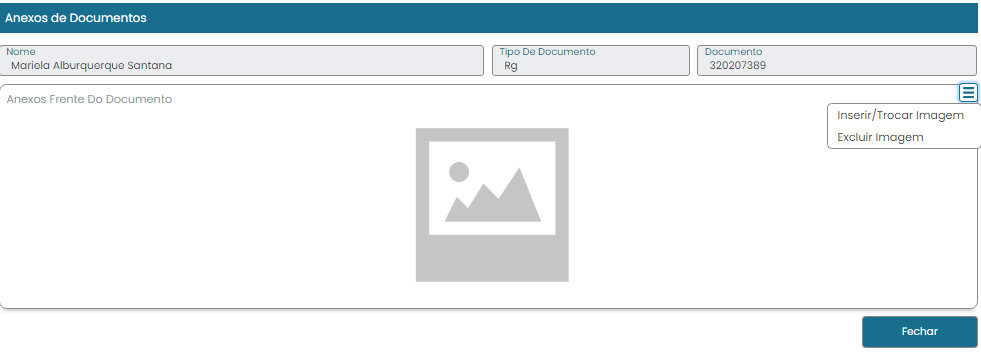 Anexos de Documentos
Nome
Mariela Alburquerque Santana
Tipo De Documento
Rg
Documento
320207389
Anexos Frente Do Documento
Inserir/Trocar Imagem
Excluir Imagem
Fechar